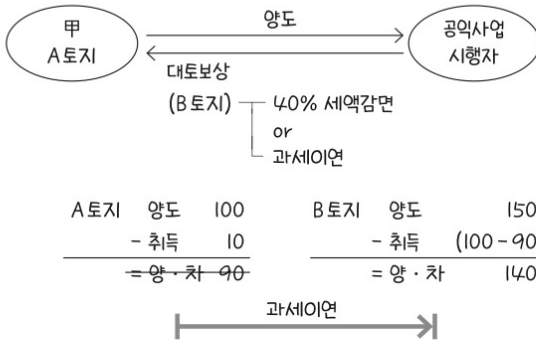 甲
A토지
양도
공익사업
시행자
대토보상
(B토지)
40% 세액감면
or
과세이연
A토지 양도 100
- 취득 10
= 양·차 90
B토지 양도 150
- 취득 (100-90
= 양·차 140
과세이연